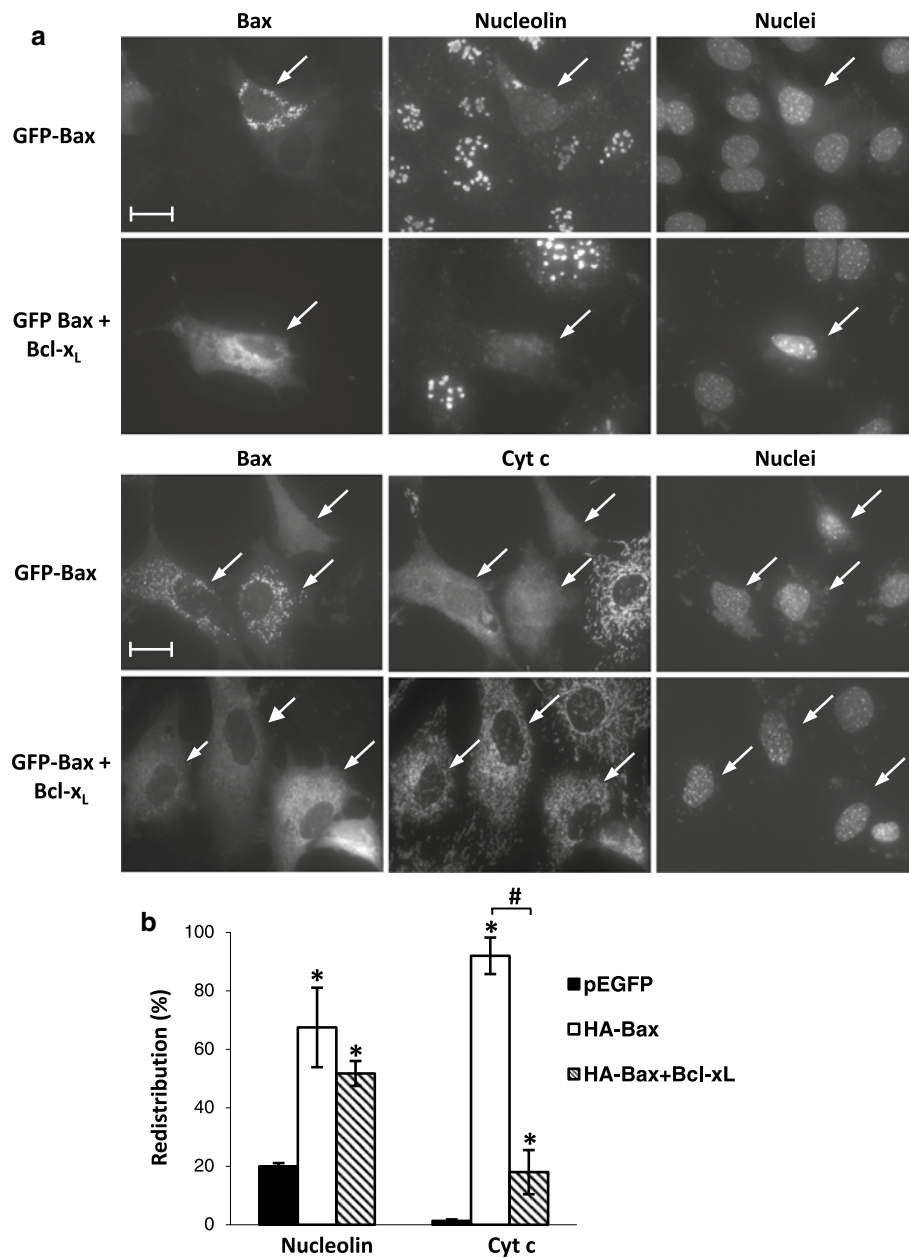 a
Bax Nucleolin Nuclei
GFP-Bax
GFP Bax +
Bcl-xL
Bax Cyt c Nuclei
GFP-Bax
GFP-Bax +
Bcl-xL
b
#
100
80
60
40
20
0
Redistribution (%)
* * * *
pEGFP
HA-Bax
HA-Bax+Bcl-xL
Nucleolin Cyt c